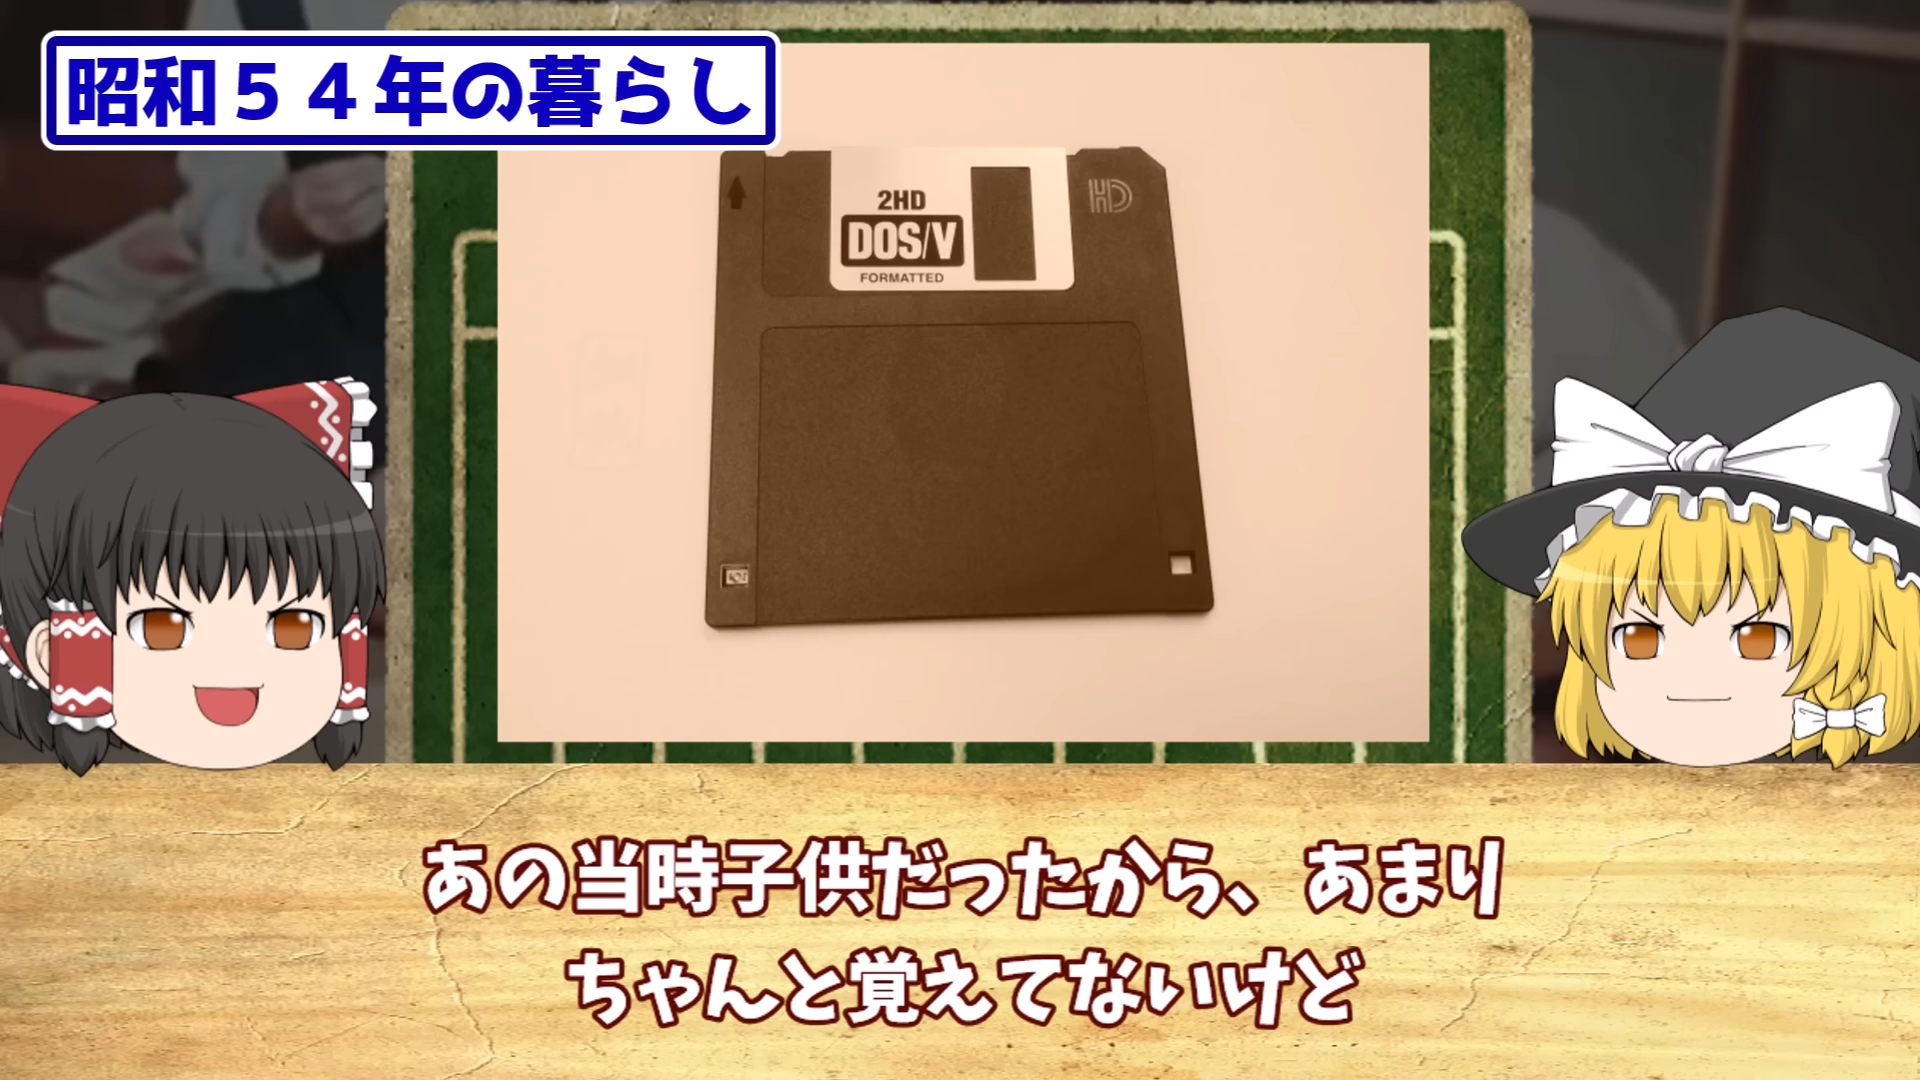 昭和５４年の暮らし
2HD
DOS/V
FORMATTED
HD
あの当時子供だったから、あまり
ちゃんと覚えてないけど